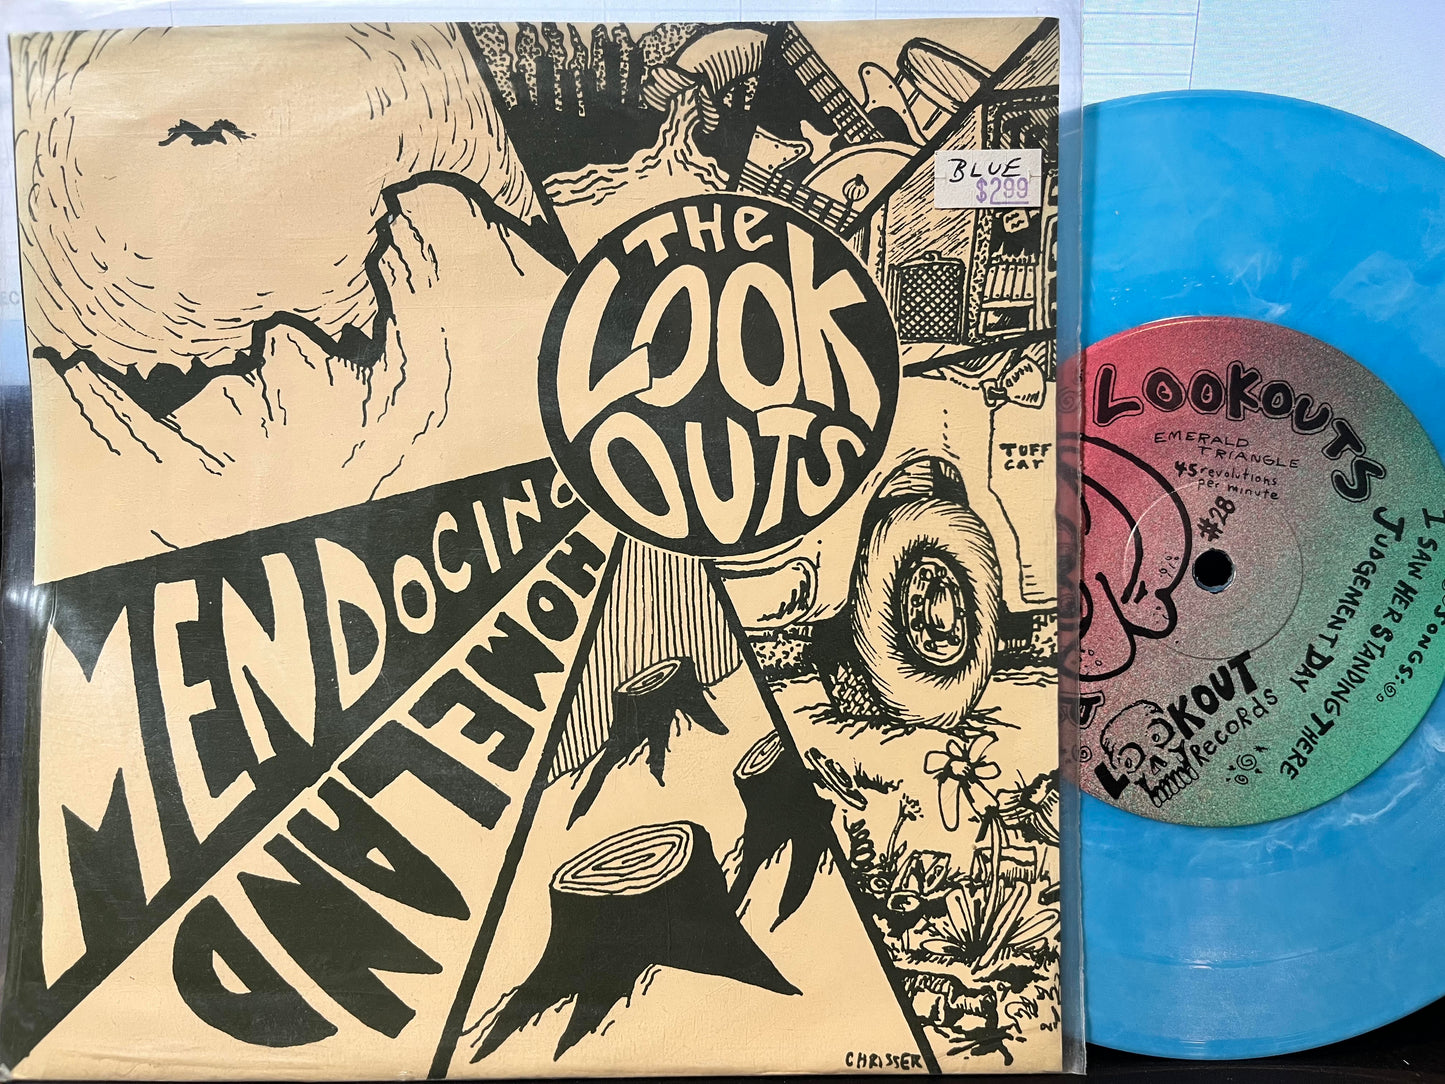 THE
LOOK
OUTS
BLUE
$2.99
MENDOCINO
HOMELAND
TUFF
CAT
CHRISSER
LOOKOUTS
EMERALD
TRIANGLE
45 revolutions
per minute
#28
SONGS:
I SAW HER STANDING THERE
JUDGEMENT DAY
LOOKOUT
RECORDS